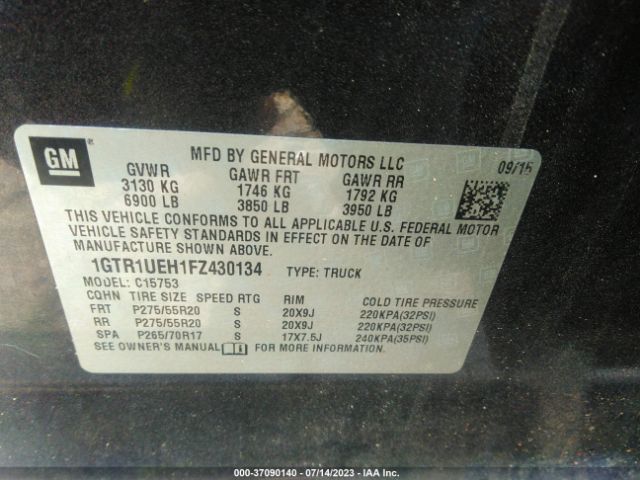 GM®
MFD BY GENERAL MOTORS LLC 09/15
GVWR GAWR FRT GAWR RR
3130 KG 1746 KG 1792 KG
6900 LB 3850 LB 3950 LB
THIS VEHICLE CONFORMS TO ALL APPLICABLE U.S. FEDERAL MOTOR
VEHICLE SAFETY STANDARDS IN EFFECT ON THE DATE OF
MANUFACTURE SHOWN ABOVE.
1GTR1UEH1FZ430134 TYPE: TRUCK
MODEL: C15753
CQHN TIRE SIZE SPEED RTG RIM COLD TIRE PRESSURE
FRT P275/55R20 S 20X9J 220KPA(32PSI)
RR P275/55R20 S 20X9J 220KPA(32PSI)
SPA P265/70R17 S 17X7.5J 240KPA(35PSI)
SEE OWNER'S MANUAL FOR MORE INFORMATION.
000-37090140 - 07/14/2023 - IAA Inc.